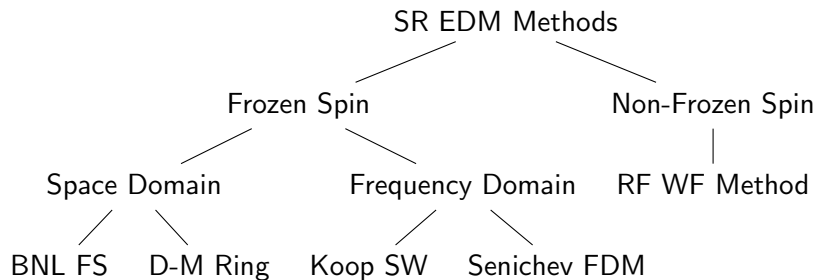 SR EDM Methods
Frozen Spin Non-Frozen Spin
Space Domain Frequency Domain RF WF Method
BNL FS D-M Ring Koop SW Senichev FDM